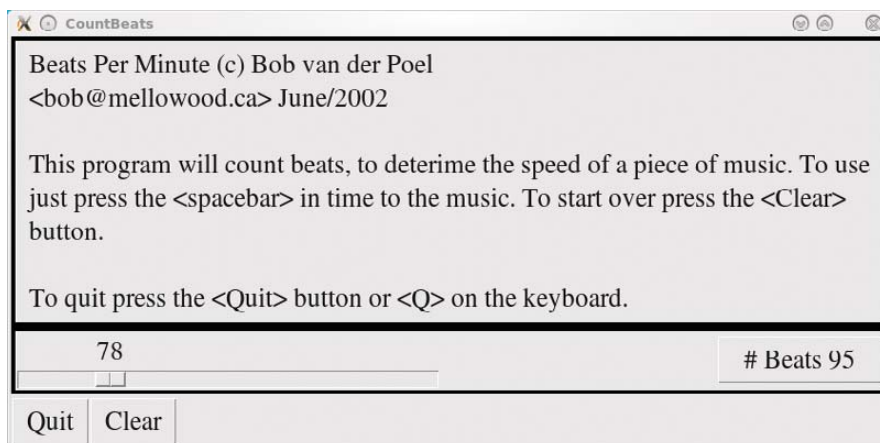 CountBeats
Beats Per Minute (c) Bob van der Poel
<bob@mellowood.ca> June/2002
This program will count beats, to deterime the speed of a piece of music. To use
just press the <spacebar> in time to the music. To start over press the <Clear>
button.
To quit press the <Quit> button or <Q> on the keyboard.
78
# Beats 95
Quit Clear